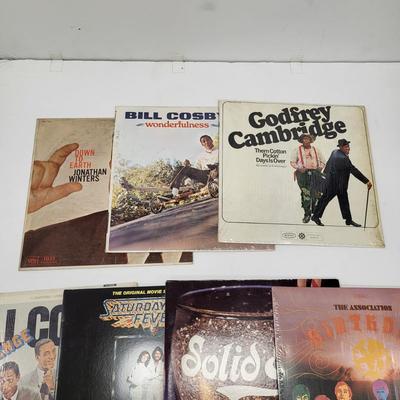 DOWN
TO
EARTH
JONATHAN
WINTERS
BILL COSBY
wonderfulness
Godfrey
Cambridge
Them Cotton
Pickin'
Days Is Over
THE ORIGINAL MOVIE S
SATURDAY
FEVER
Solid
THE ASSOCIATION
BIRTHDAY